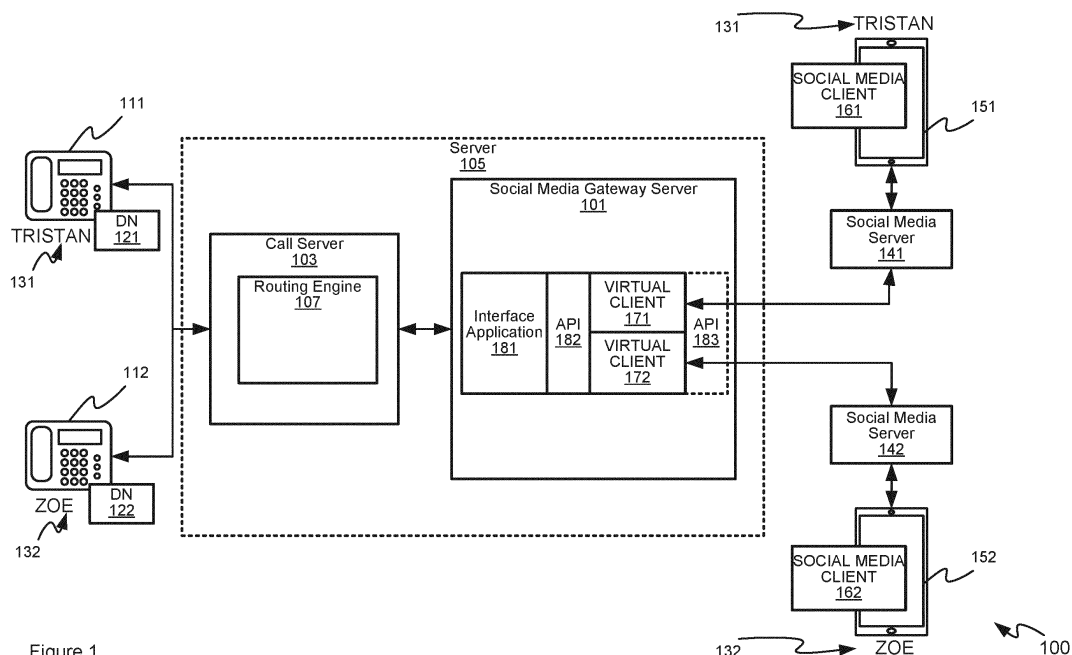 131
TRISTAN
SOCIAL MEDIA
CLIENT
161
151
111
Server
105
Social Media Gateway Server
101
DN
121
TRISTAN
131
Call Server
103
Routing Engine
107
Social Media
Server
141
Interface
Application
181
API
182
VIRTUAL
CLIENT
171
VIRTUAL
CLIENT
172
API
183
112
Social Media
Server
142
DN
122
ZOE
132
SOCIAL MEDIA
CLIENT
162
152
Figure 1
132
ZOE
100